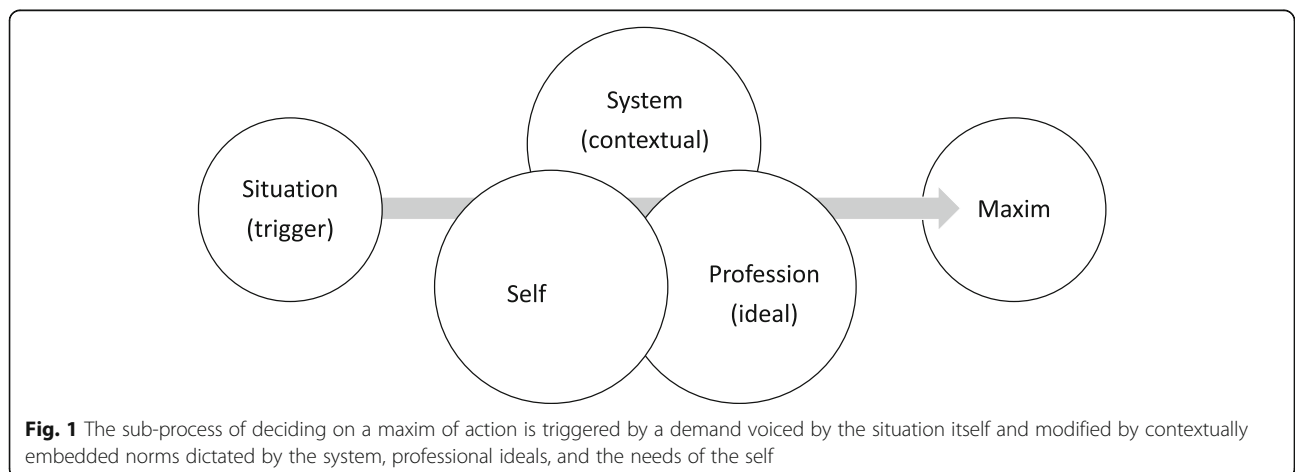 System
(contextual)
Situation
(trigger)
Maxim
Self
Profession
(ideal)
Fig. 1 The sub-process of deciding on a maxim of action is triggered by a demand voiced by the situation itself and modified by contextually
embedded norms dictated by the system, professional ideals, and the needs of the self